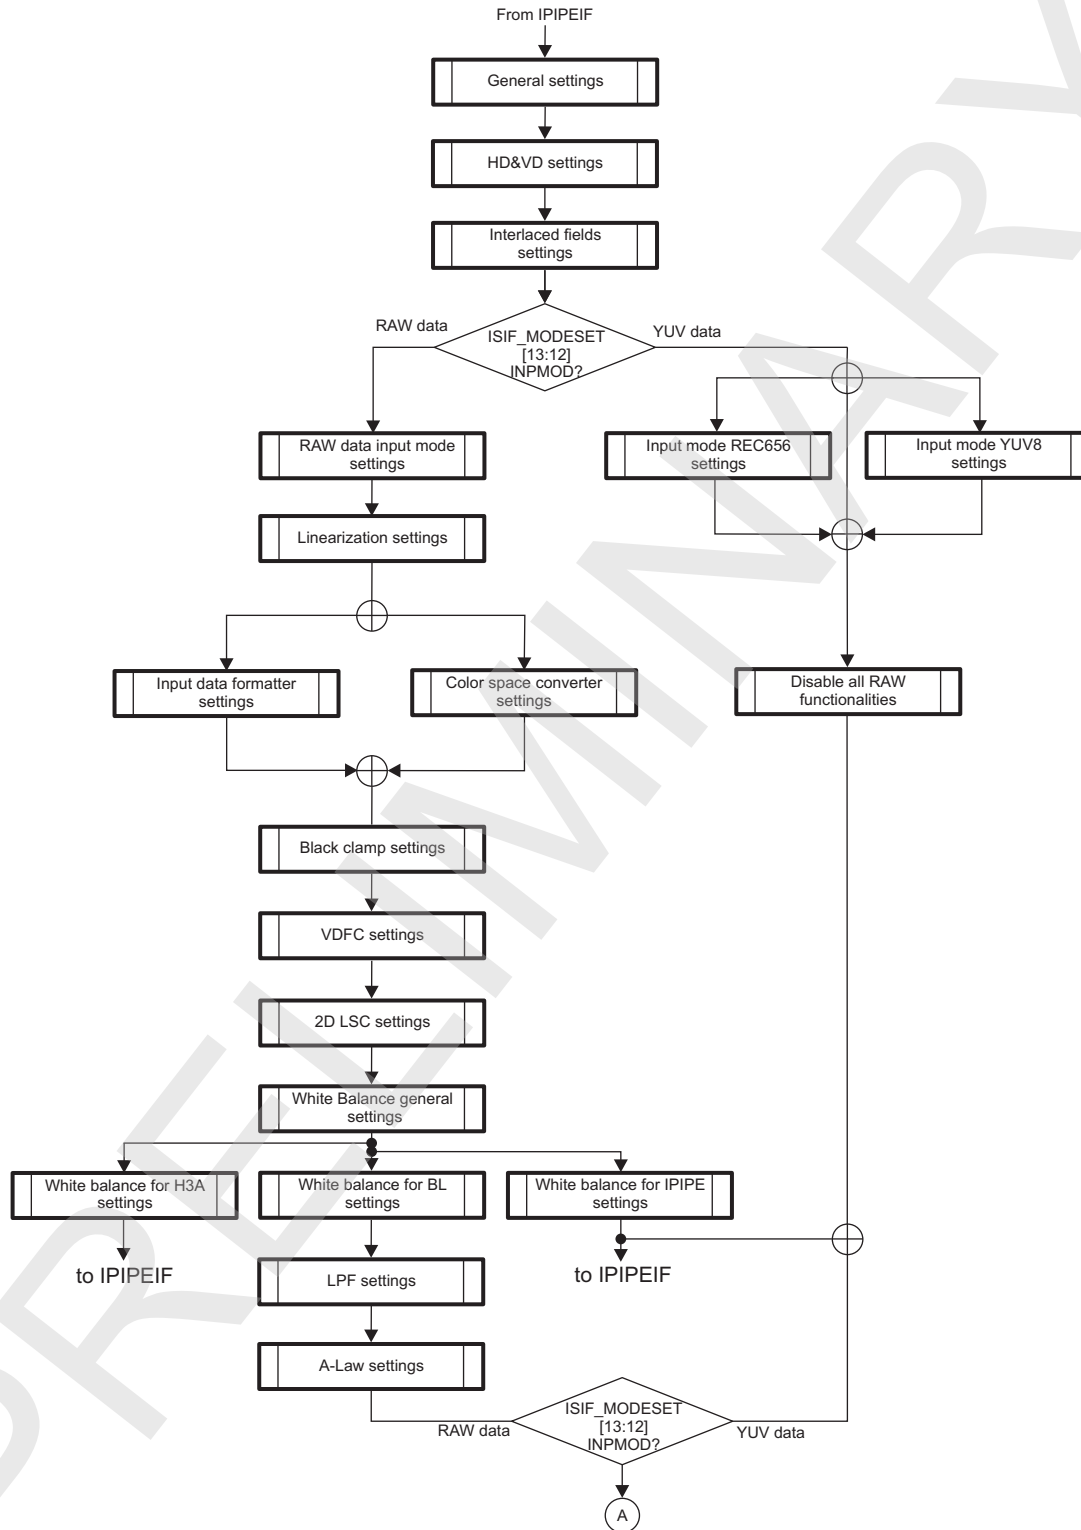 From IPIPEIF
General settings
HD&VD settings
Interlaced fields
settings
RAW data
ISIF_MODESET
[13:12]
INPMOD?
YUV data
RAW data input mode
settings
Input mode REC656
settings
Input mode YUV8
settings
Linearization settings
Input data formatter
settings
Color space converter
settings
Disable all RAW
functionalities
Black clamp settings
VDFC settings
2D LSC settings
White Balance general
settings
White balance for H3A
settings
White balance for BL
settings
White balance for IPIPE
settings
to IPIPEIF
LPF settings
to IPIPEIF
A-Law settings
RAW data
ISIF_MODESET
[13:12]
INPMOD?
YUV data
A
PRELIMINARY